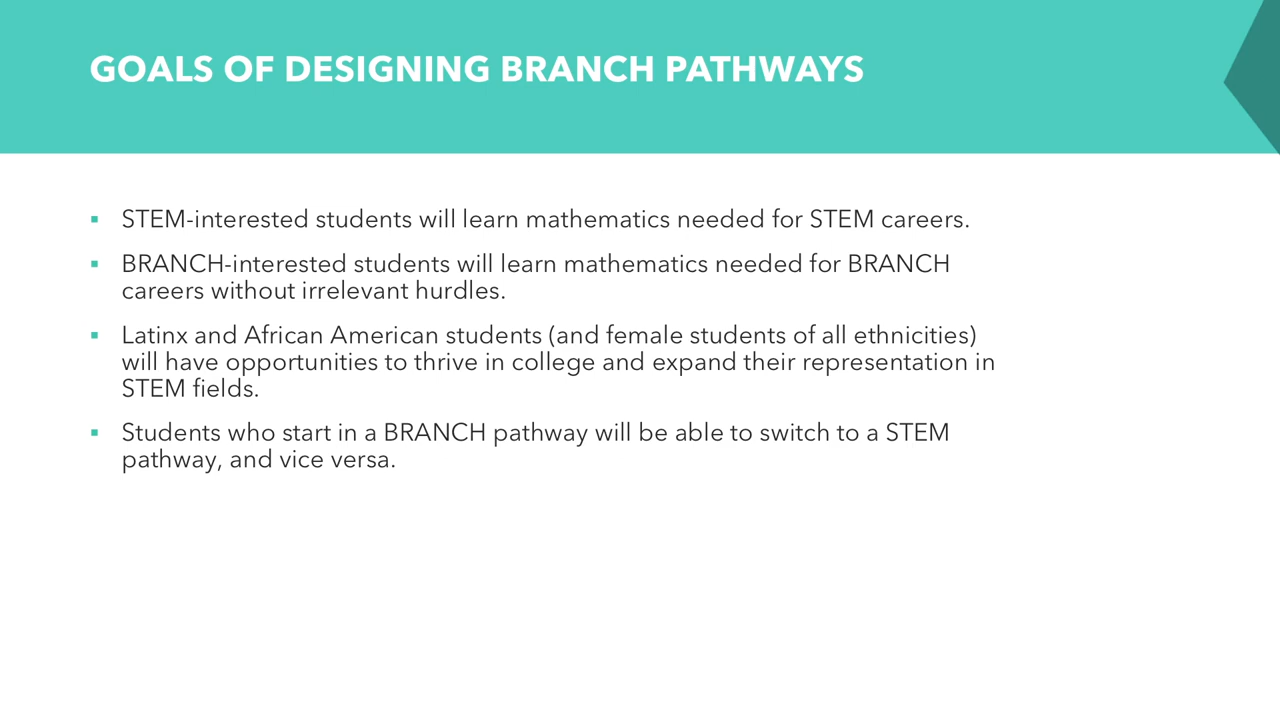 GOALS OF DESIGNING BRANCH PATHWAYS
▪ STEM-interested students will learn mathematics needed for STEM careers.
▪ BRANCH-interested students will learn mathematics needed for BRANCH
careers without irrelevant hurdles.
▪ Latinx and African American students (and female students of all ethnicities)
will have opportunities to thrive in college and expand their representation in
STEM fields.
▪ Students who start in a BRANCH pathway will be able to switch to a STEM
pathway, and vice versa.